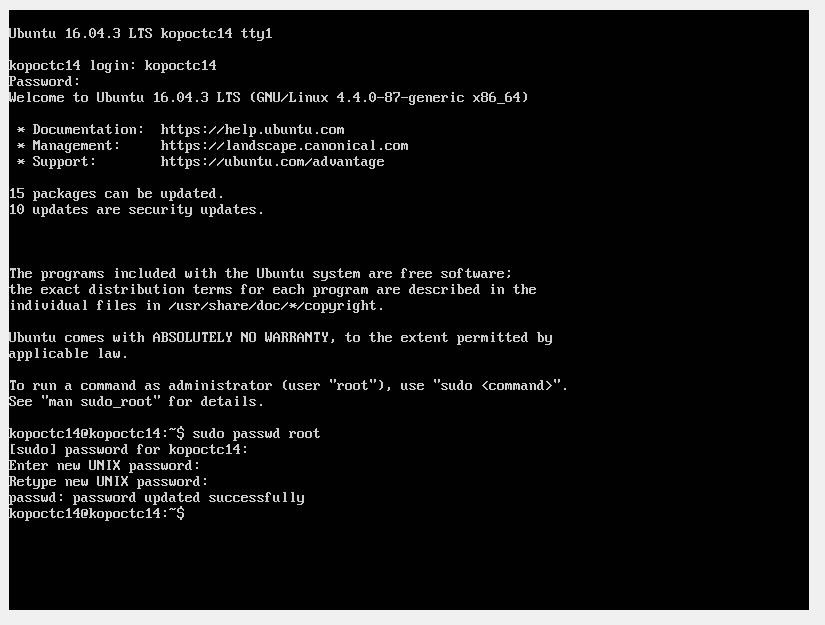 Ubuntu 16.04.3 LTS kopoctc14 tty1
kopoctc14 login: kopoctc14
Password:
Welcome to Ubuntu 16.04.3 LTS (GNU/Linux 4.4.0-87-generic x86_64)
* Documentation:  https://help.ubuntu.com
* Management:     https://landscape.canonical.com
* Support:        https://ubuntu.com/advantage
15 packages can be updated.
10 updates are security updates.
The programs included with the Ubuntu system are free software;
the exact distribution terms for each program are described in the
individual files in /usr/share/doc/*/copyright.
Ubuntu comes with ABSOLUTELY NO WARRANTY, to the extent permitted by
applicable law.
To run a command as administrator (user "root"), use "sudo <command>".
See "man sudo_root" for details.
kopoctc14@kopoctc14:~$ sudo passwd root
[sudo] password for kopoctc14:
Enter new UNIX password:
Retype new UNIX password:
passwd: password updated successfully
kopoctc14@kopoctc14:~$